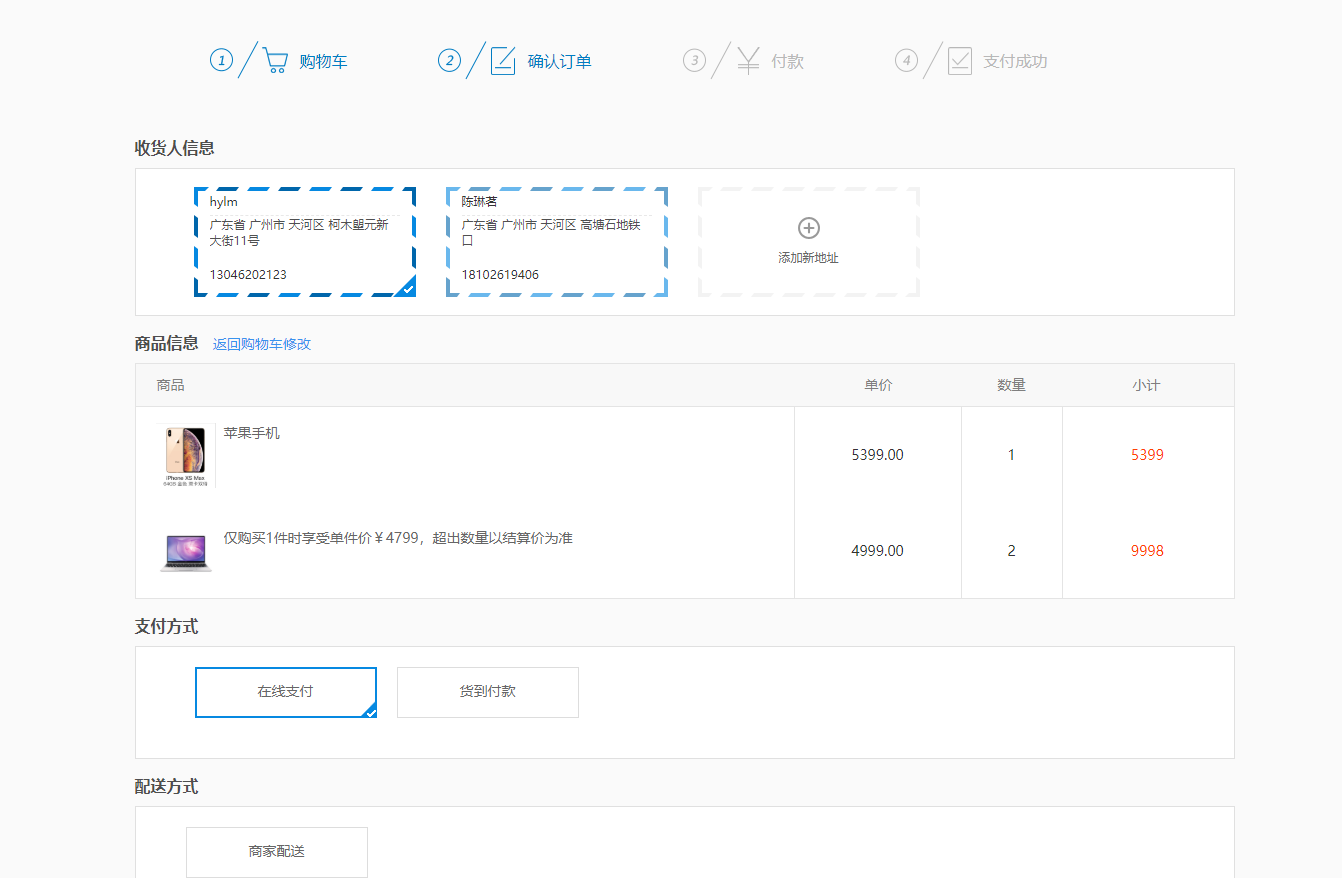 1 购物车 2 确认订单 3 付款 4 支付成功
收货人信息
hylm
广东省 广州市 天河区 柯木塱元新
大街11号
13046202123
陈琳茗
广东省 广州市 天河区 高塘石地铁
口
18102619406
添加新地址
商品信息 返回购物车修改
商品 单价 数量 小计
苹果手机
iPhone XS Max
5399.00 1 5399
仅购买1件时享受单件价￥4799，超出数量以结算价为准
4999.00 2 9998
支付方式
在线支付 货到付款
配送方式
商家配送